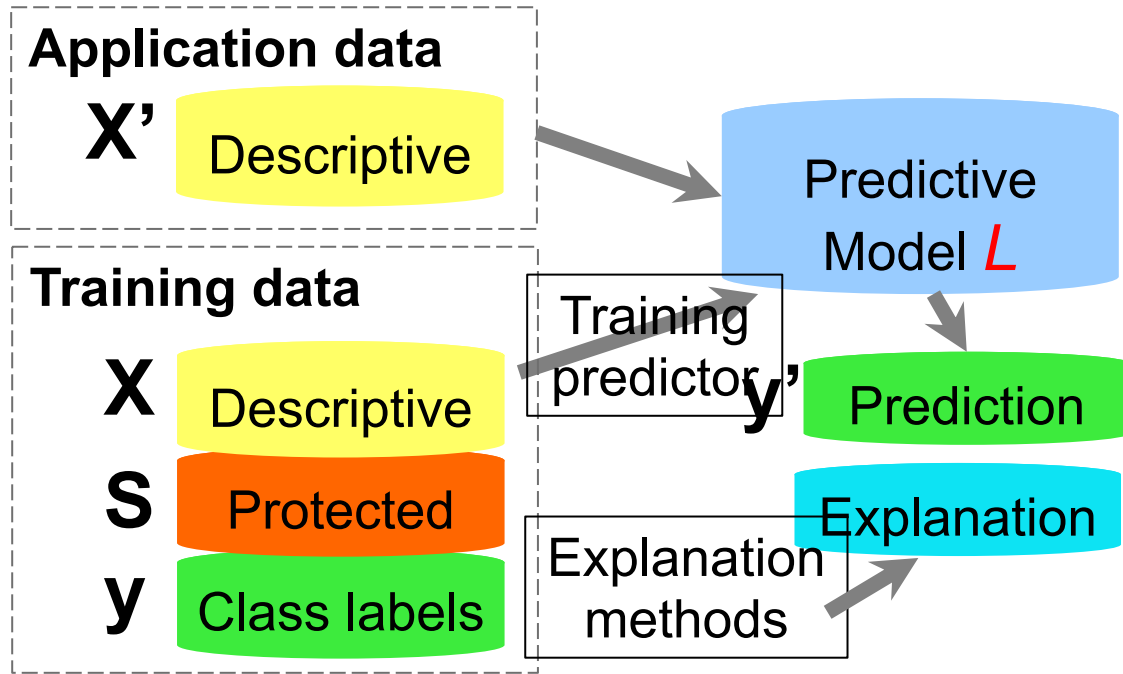 Application data
X’ Descriptive
Predictive
Model L
Training data
Training
predictor
X Descriptive
y’ Prediction
S Protected
Explanation
Explanation
methods
y Class labels